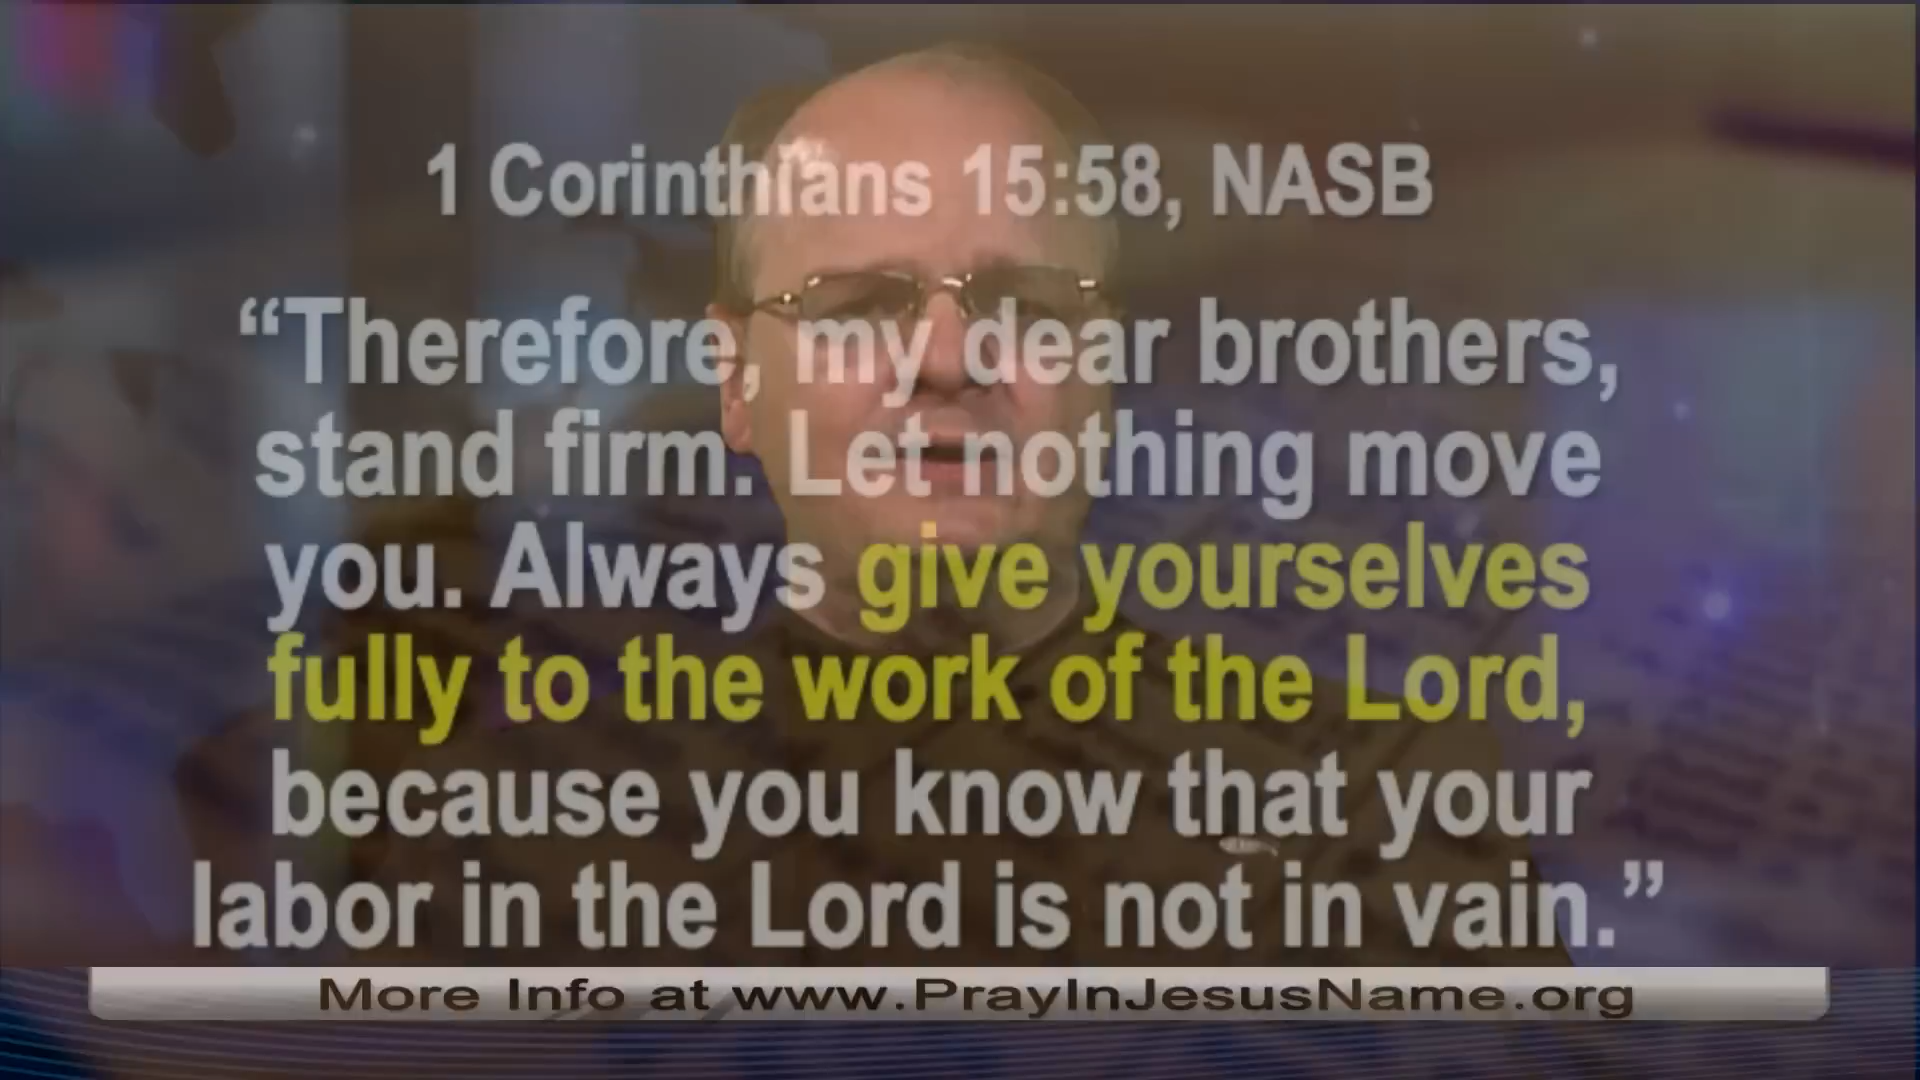 1 Corinthians 15:58, NASB
“Therefore, my dear brothers,
stand firm. Let nothing move
you. Always give yourselves
fully to the work of the Lord,
because you know that your
labor in the Lord is not in vain.”
More Info at www.PrayInJesusName.org